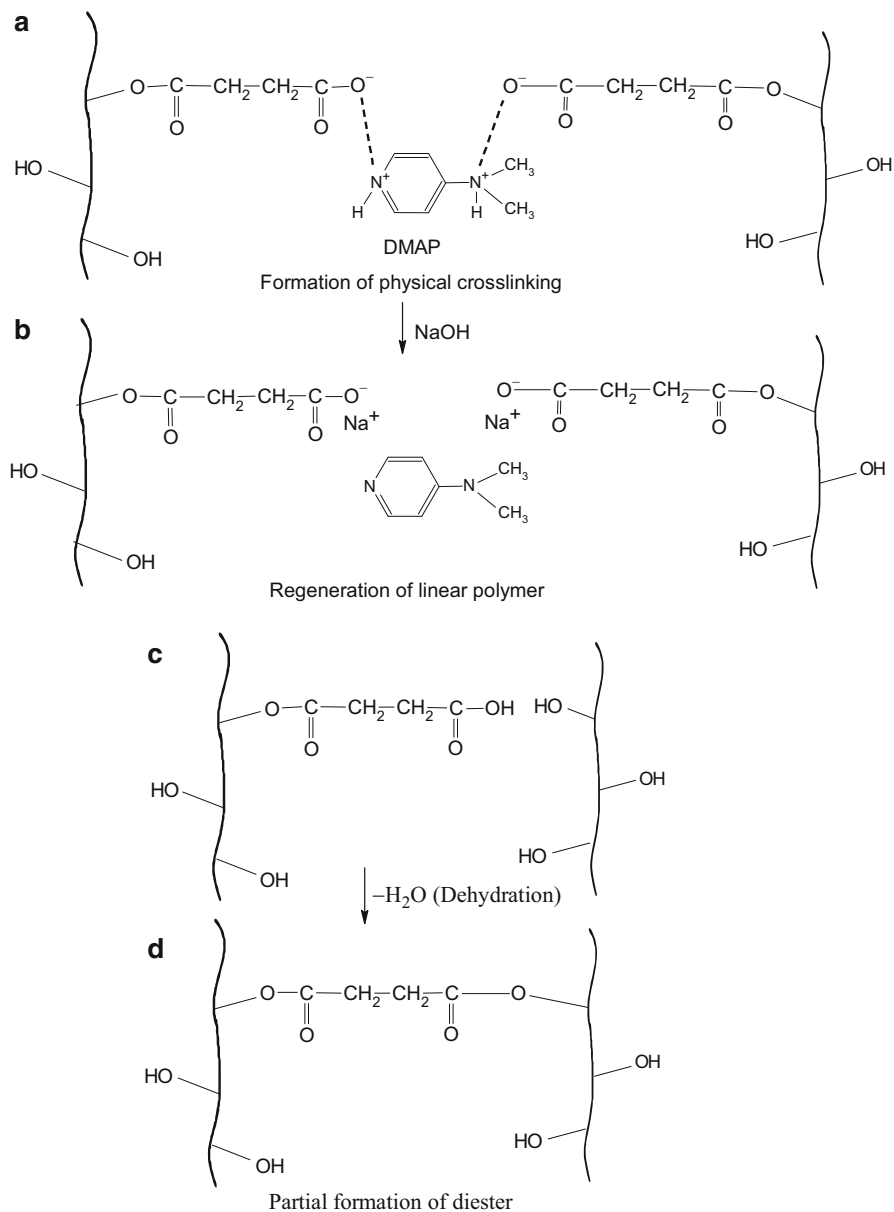 a
O—C—CH₂—CH₂—C—O⁻ O⁻—C—CH₂—CH₂—C—O
O O O O
HO N⁺ N⁺ CH₃ OH
H H CH₃
OH DMAP HO
Formation of physical crosslinking
NaOH
b
O—C—CH₂—CH₂—C—O⁻ O⁻—C—CH₂—CH₂—C—O
O O Na⁺ Na⁺ O O
HO N N CH₃ OH
CH₃
OH HO
Regeneration of linear polymer
c
O—C—CH₂—CH₂—C—OH HO
O O
HO OH
OH HO
–H₂O (Dehydration)
d
O—C—CH₂—CH₂—C—O
O O
HO OH
OH HO
Partial formation of diester